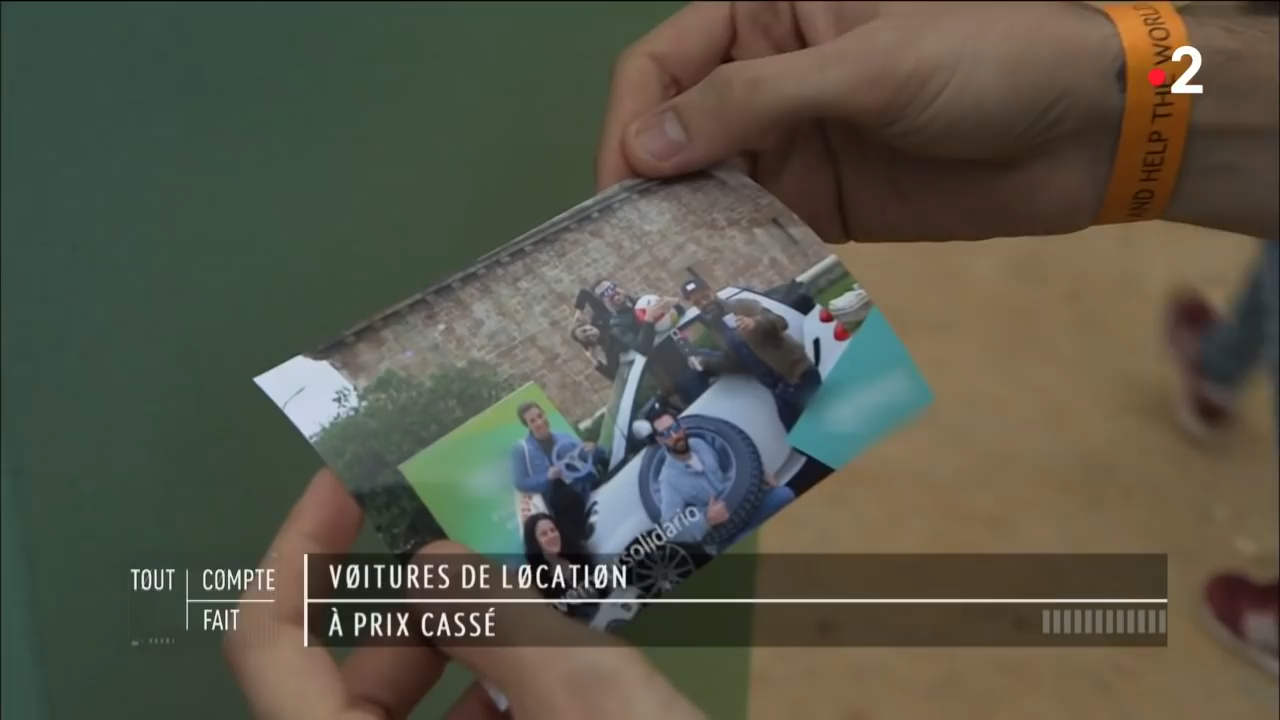 2
AND HELP THE WORL
solidario
TOUT COMPTE
FAIT
VØITURES DE LØCATIØN
À PRIX CASSÉ